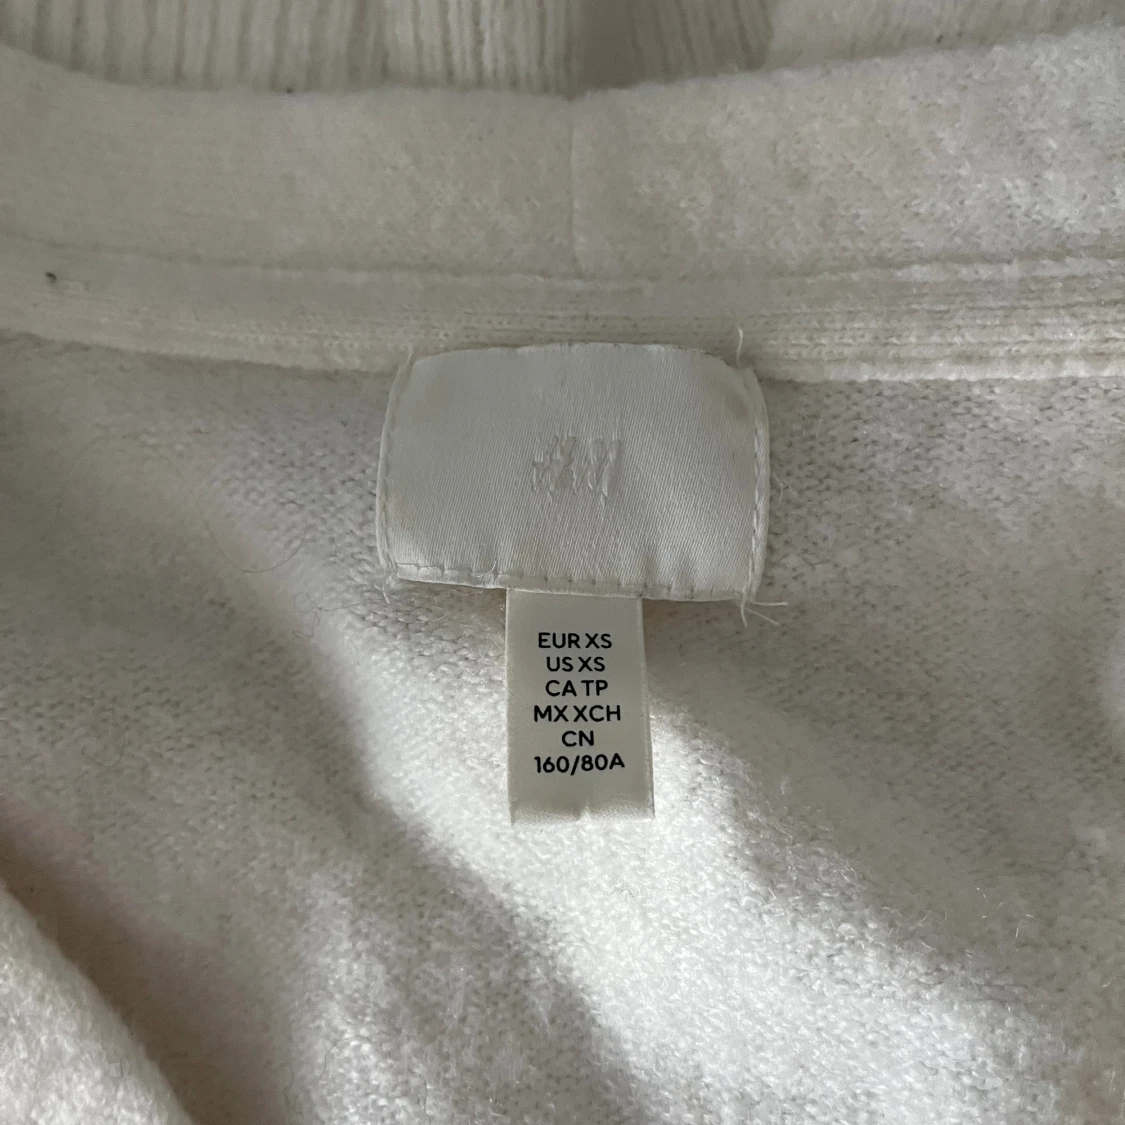 H&M
EUR XS
US XS
CA TP
MX XCH
CN
160/80A